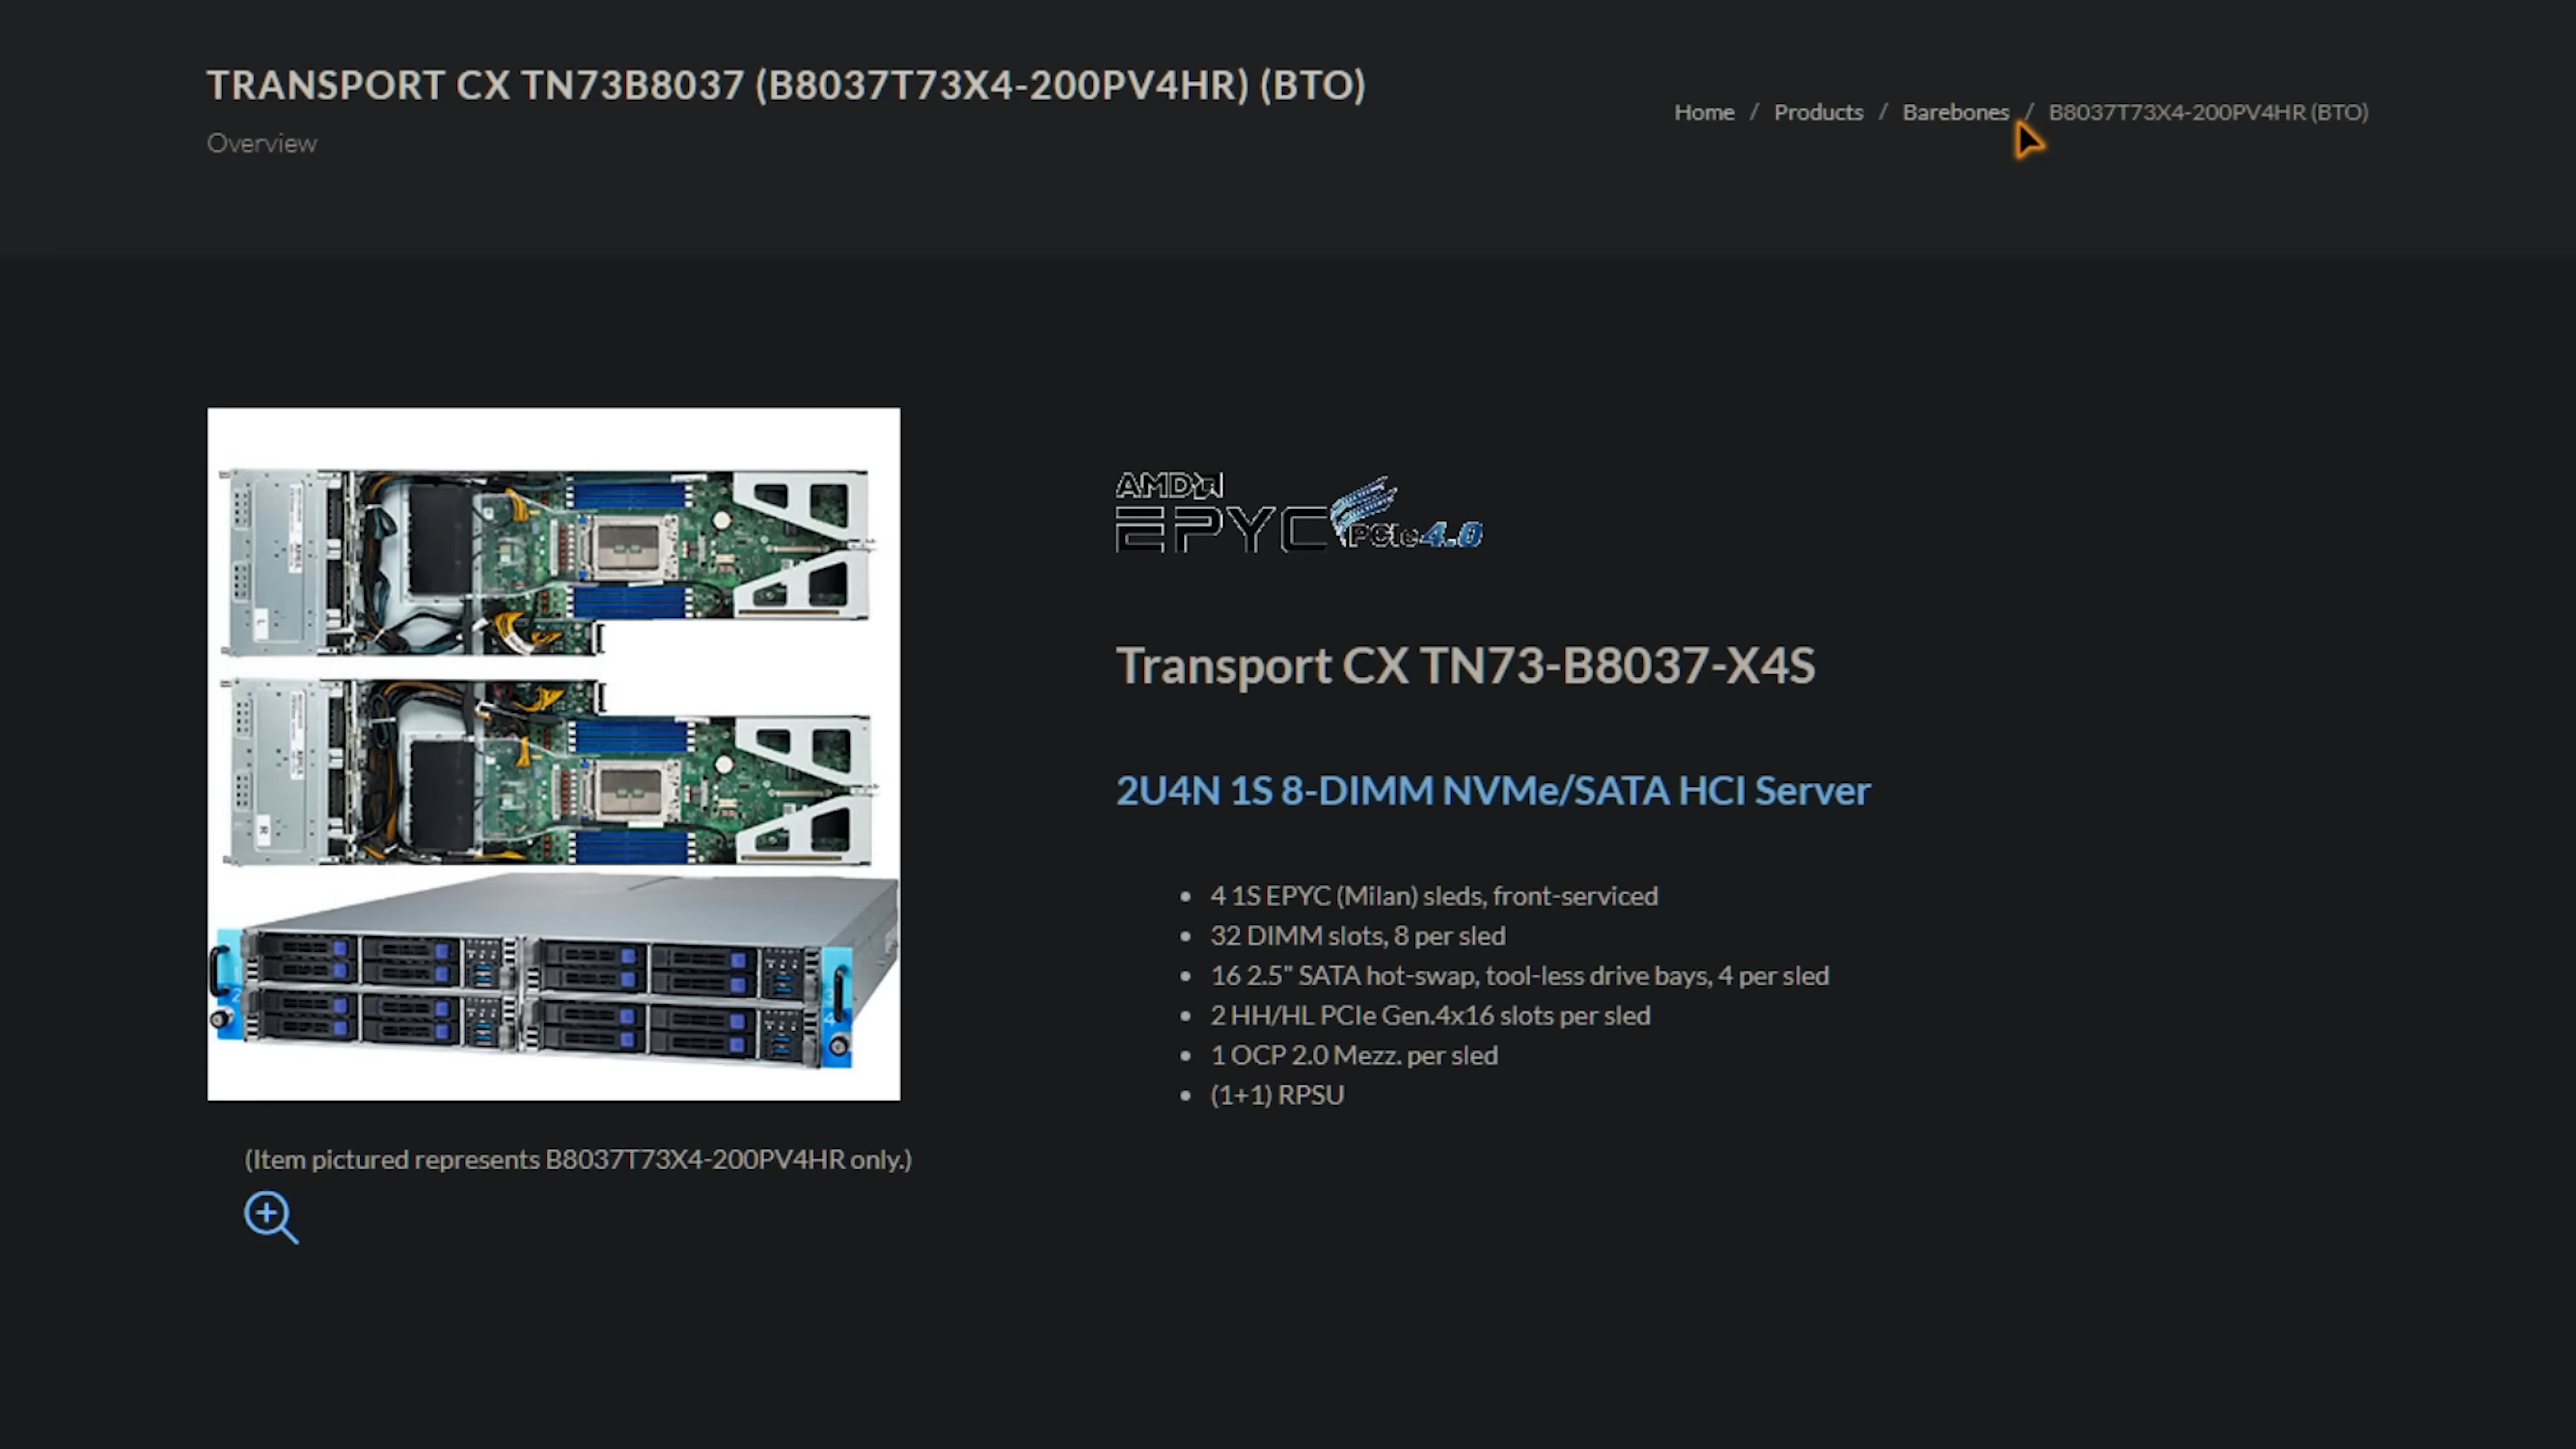 TRANSPORT CX TN73B8037 (B8037T73X4-200PV4HR) (BTO)
Overview
Home / Products / Barebones / B8037T73X4-200PV4HR (BTO)
AMD
EPYC PCIe 4.0
Transport CX TN73-B8037-X4S
2U4N 1S 8-DIMM NVMe/SATA HCI Server
• 4 1S EPYC (Milan) sleds, front-serviced
• 32 DIMM slots, 8 per sled
• 16 2.5" SATA hot-swap, tool-less drive bays, 4 per sled
• 2 HH/HL PCIe Gen.4x16 slots per sled
• 1 OCP 2.0 Mezz. per sled
• (1+1) RPSU
L
R
4
(Item pictured represents B8037T73X4-200PV4HR only.)